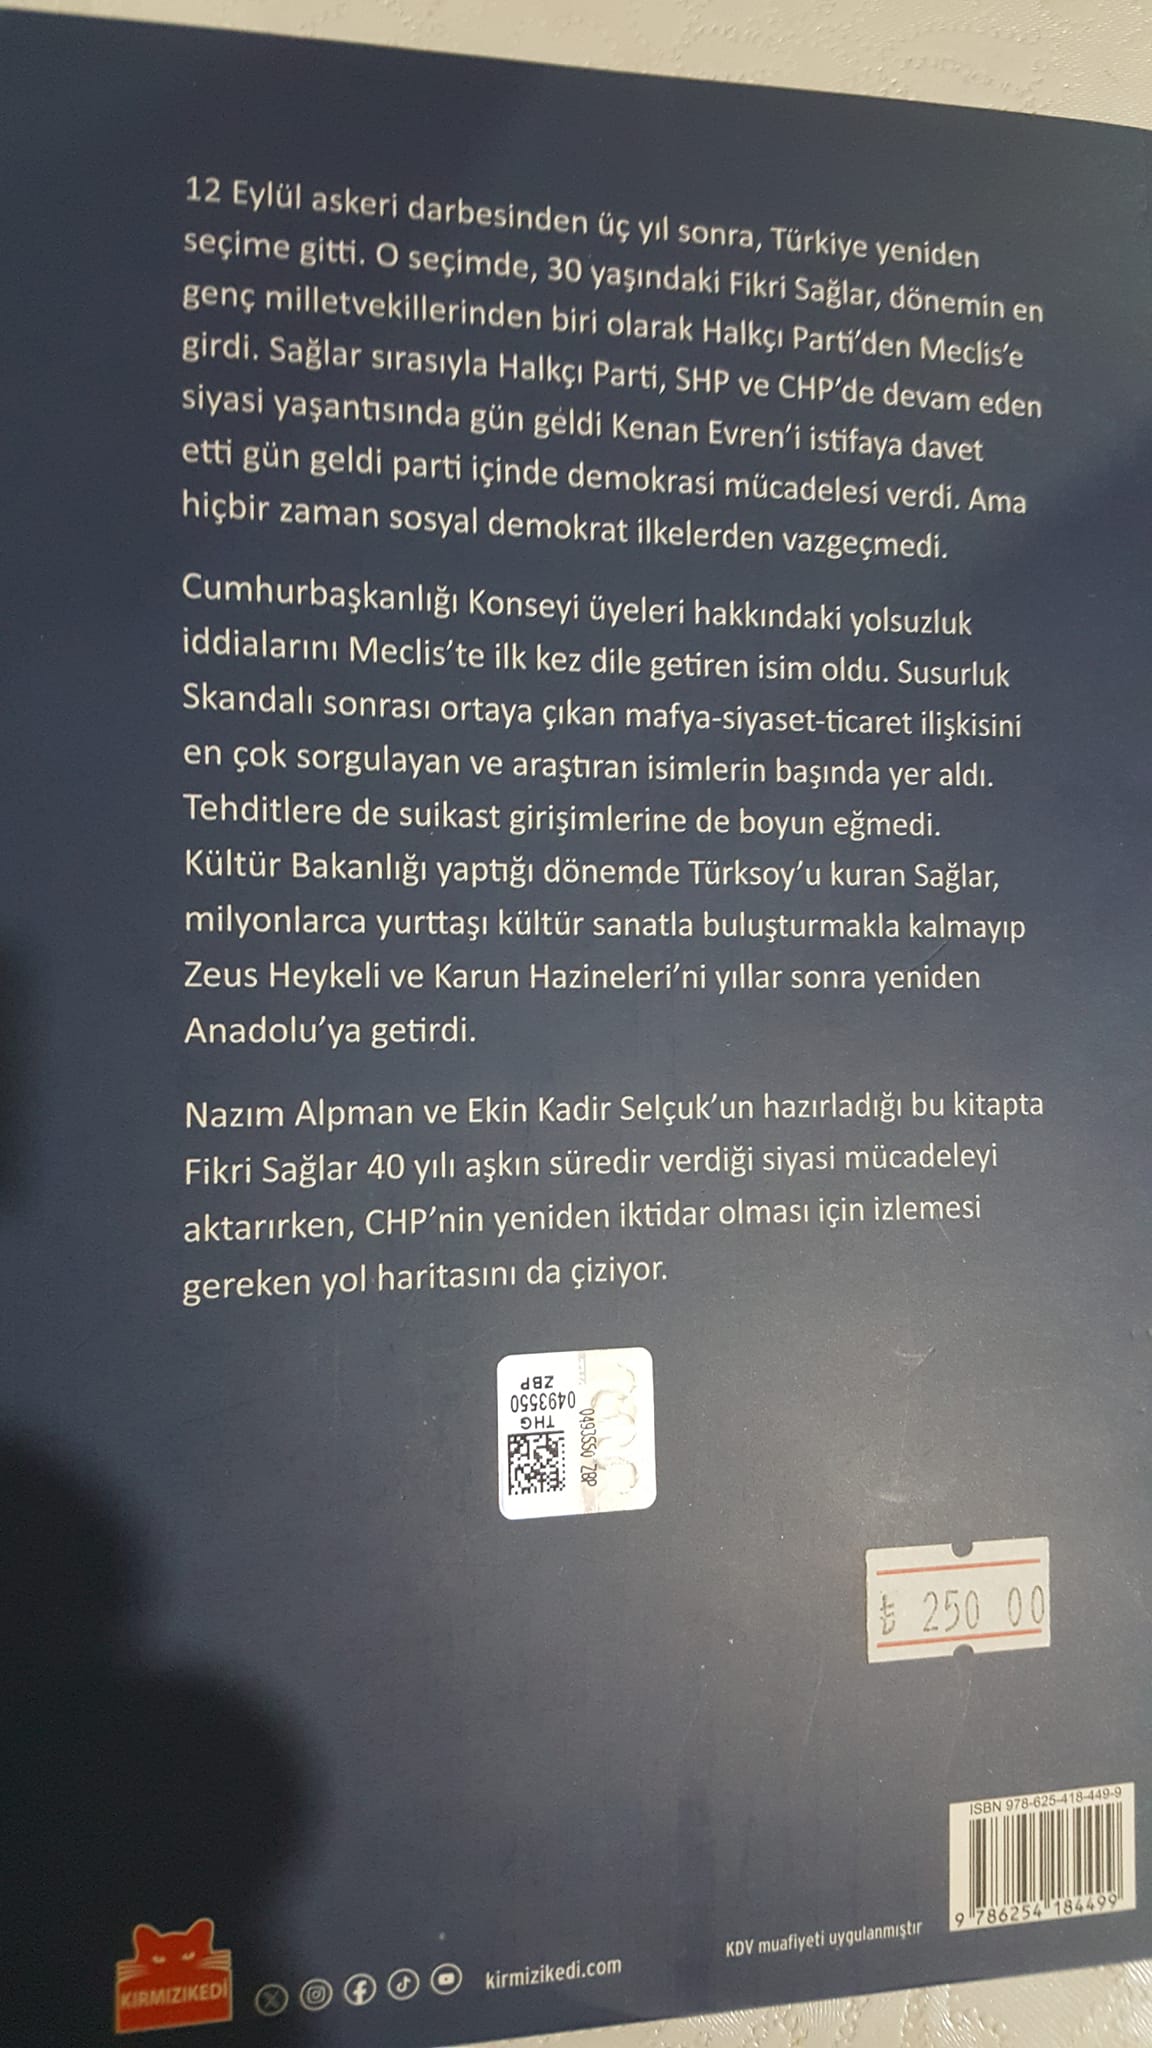 12 Eylül askeri darbesinden üç yıl sonra, Türkiye yeniden
seçime gitti. O seçimde, 30 yaşındaki Fikri Sağlar, dönemin en
genç milletvekillerinden biri olarak Halkçı Parti’den Meclis’e
girdi. Sağlar sırasıyla Halkçı Parti, SHP ve CHP’de devam eden
siyasi yaşantısında gün geldi Kenan Evren’i istifaya davet
etti gün geldi parti içinde demokrasi mücadelesi verdi. Ama
hiçbir zaman sosyal demokrat ilkelerden vazgeçmedi.
Cumhurbaşkanlığı Konseyi üyeleri hakkındaki yolsuzluk
iddialarını Meclis’te ilk kez dile getiren isim oldu. Susurluk
Skandalı sonrası ortaya çıkan mafya-siyaset-ticaret ilişkisini
en çok sorgulayan ve araştıran isimlerin başında yer aldı.
Tehditlere de suikast girişimlerine de boyun eğmedi.
Kültür Bakanlığı yaptığı dönemde Türksoy’u kuran Sağlar,
milyonlarca yurttaşı kültür sanatla buluşturmakla kalmayıp
Zeus Heykeli ve Karun Hazineleri’ni yıllar sonra yeniden
Anadolu’ya getirdi.
Nazım Alpman ve Ekin Kadir Selçuk’un hazırladığı bu kitapta
Fikri Sağlar 40 yılı aşkın süredir verdiği siyasi mücadeleyi
aktarırken, CHP’nin yeniden iktidar olması için izlemesi
gereken yol haritasını da çiziyor.
THG
0493550
ZBP
0493550 ZBP
₺ 250 00
ISBN 978-625-418-449-9
9 786254 184499
KDV muafiyeti uygulanmıştır
KIRMIZIKEDİ
kirmizikedi.com